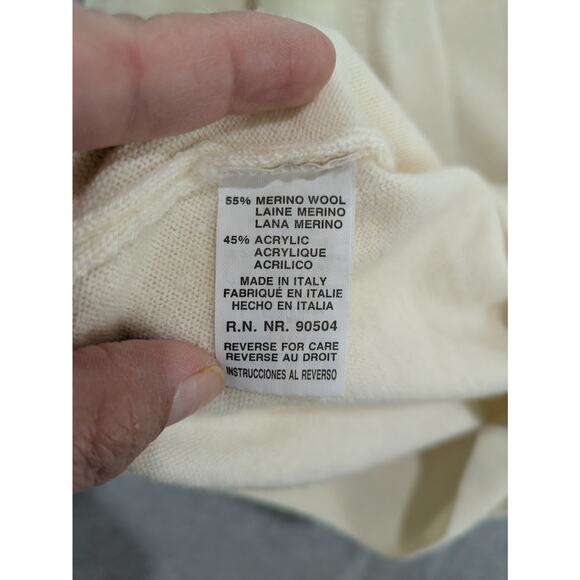 55% MERINO WOOL
LAINE MERINO
LANA MERINO
45% ACRYLIC
ACRYLIQUE
ACRILICO
MADE IN ITALY
FABRIQUÉ EN ITALIE
HECHO EN ITALIA
R.N. NR. 90504
REVERSE FOR CARE
REVERSE AU DROIT
INSTRUCCIONES AL REVERSO